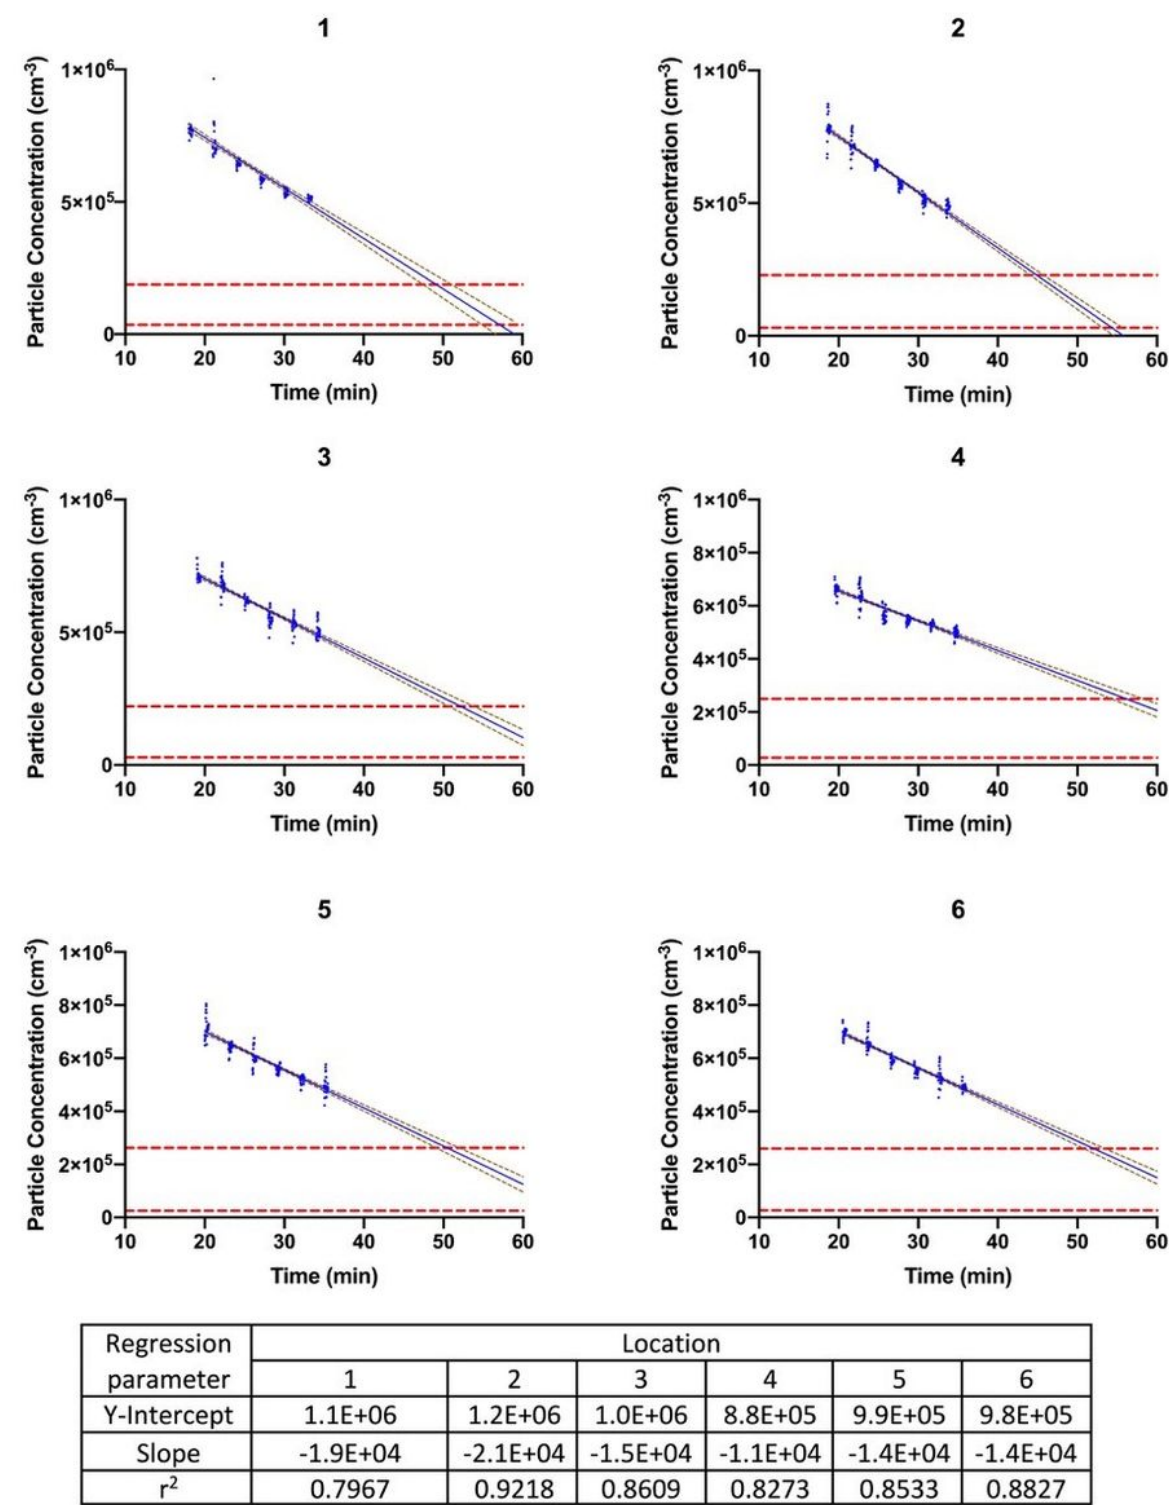 1
Particle Concentration (cm-3)
1×10⁶
5×10⁵
0
10 20 30 40 50 60
Time (min)
2
Particle Concentration (cm-3)
1×10⁶
5×10⁵
0
10 20 30 40 50 60
Time (min)
3
Particle Concentration (cm-3)
1×10⁶
5×10⁵
0
10 20 30 40 50 60
Time (min)
4
Particle Concentration (cm-3)
1×10⁶
8×10⁵
6×10⁵
4×10⁵
2×10⁵
0
10 20 30 40 50 60
Time (min)
5
Particle Concentration (cm-3)
1×10⁶
8×10⁵
6×10⁵
4×10⁵
2×10⁵
0
10 20 30 40 50 60
Time (min)
6
Particle Concentration (cm-3)
1×10⁶
8×10⁵
6×10⁵
4×10⁵
2×10⁵
0
10 20 30 40 50 60
Time (min)
Regression parameter Location
1 2 3 4 5 6
Y-Intercept 1.1E+06 1.2E+06 1.0E+06 8.8E+05 9.9E+05 9.8E+05
Slope -1.9E+04 -2.1E+04 -1.5E+04 -1.1E+04 -1.4E+04 -1.4E+04
r² 0.7967 0.9218 0.8609 0.8273 0.8533 0.8827